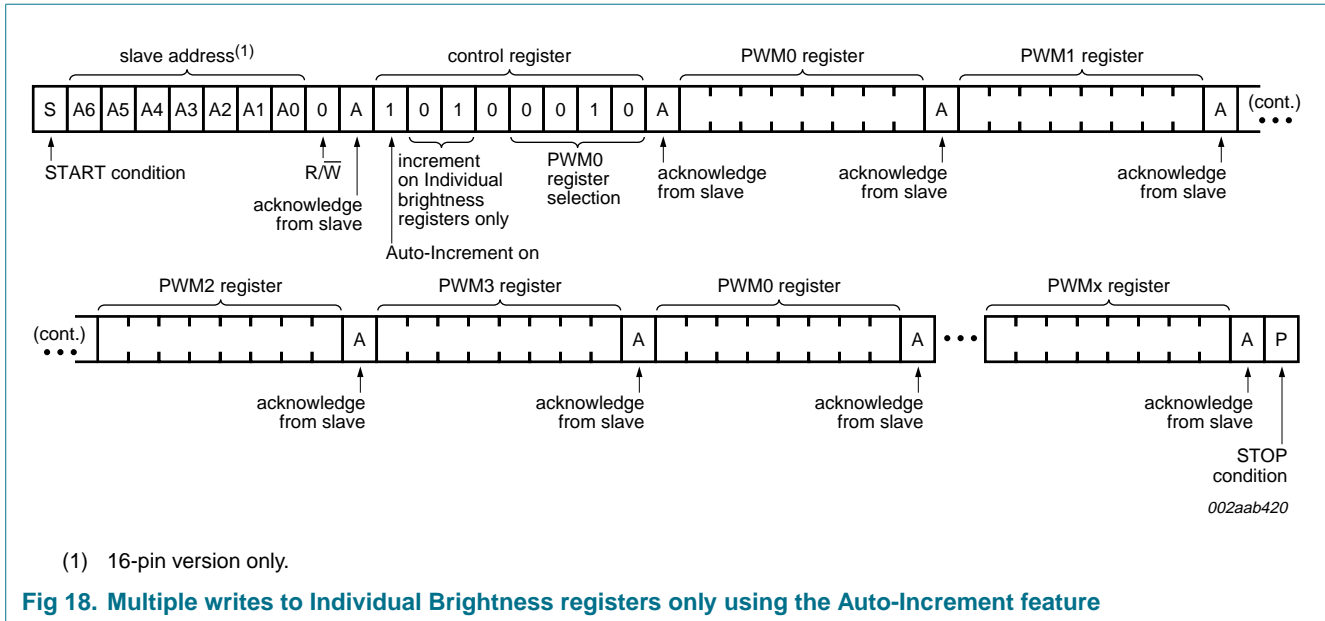 slave address(1) control register PWM0 register PWM1 register
S A6 A5 A4 A3 A2 A1 A0 0 A 1 0 1 0 0 0 1 0 A A A (cont.)
START condition R/W increment PWM0 acknowledge acknowledge acknowledge
on Individual register from slave from slave from slave
acknowledge brightness selection
from slave registers only
Auto-Increment on
PWM2 register PWM3 register PWM0 register PWMx register
(cont.) A A A A P
acknowledge acknowledge acknowledge acknowledge
from slave from slave from slave from slave
STOP
condition
002aab420
(1) 16-pin version only.
Fig 18. Multiple writes to Individual Brightness registers only using the Auto-Increment feature